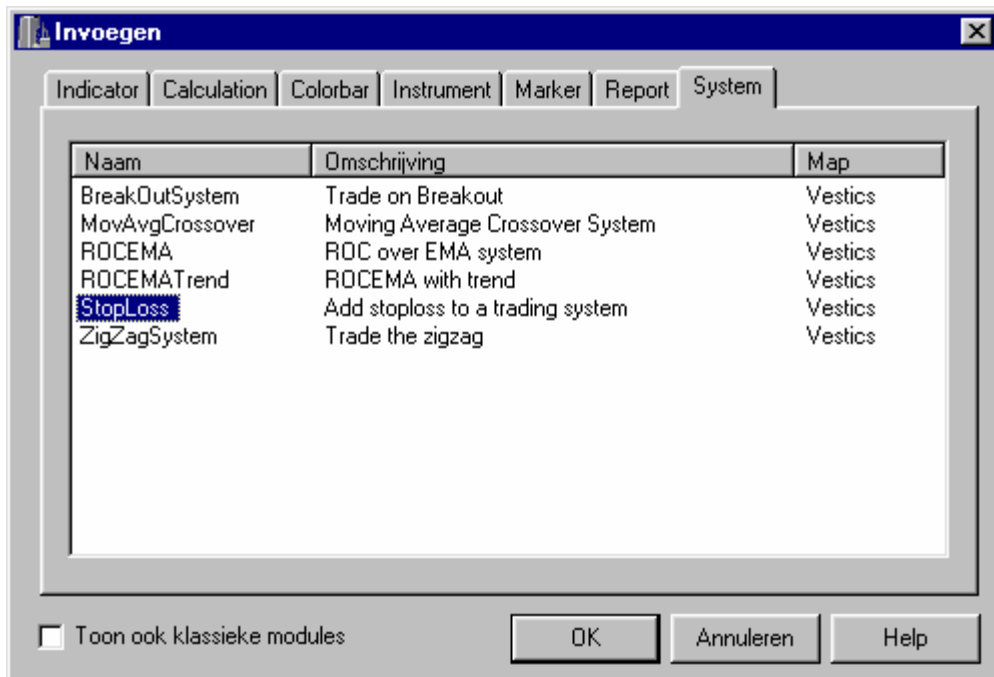 Invoegen
Indicator Calculation Colorbar Instrument Marker Report System
Naam Omschrijving Map
BreakOutSystem Trade on Breakout Vestics
MovAvgCrossover Moving Average Crossover System Vestics
ROCEMA ROC over EMA system Vestics
ROCEMATrend ROCEMA with trend Vestics
StopLoss Add stoploss to a trading system Vestics
ZigZagSystem Trade the zigzag Vestics
Toon ook klassieke modules OK Annuleren Help